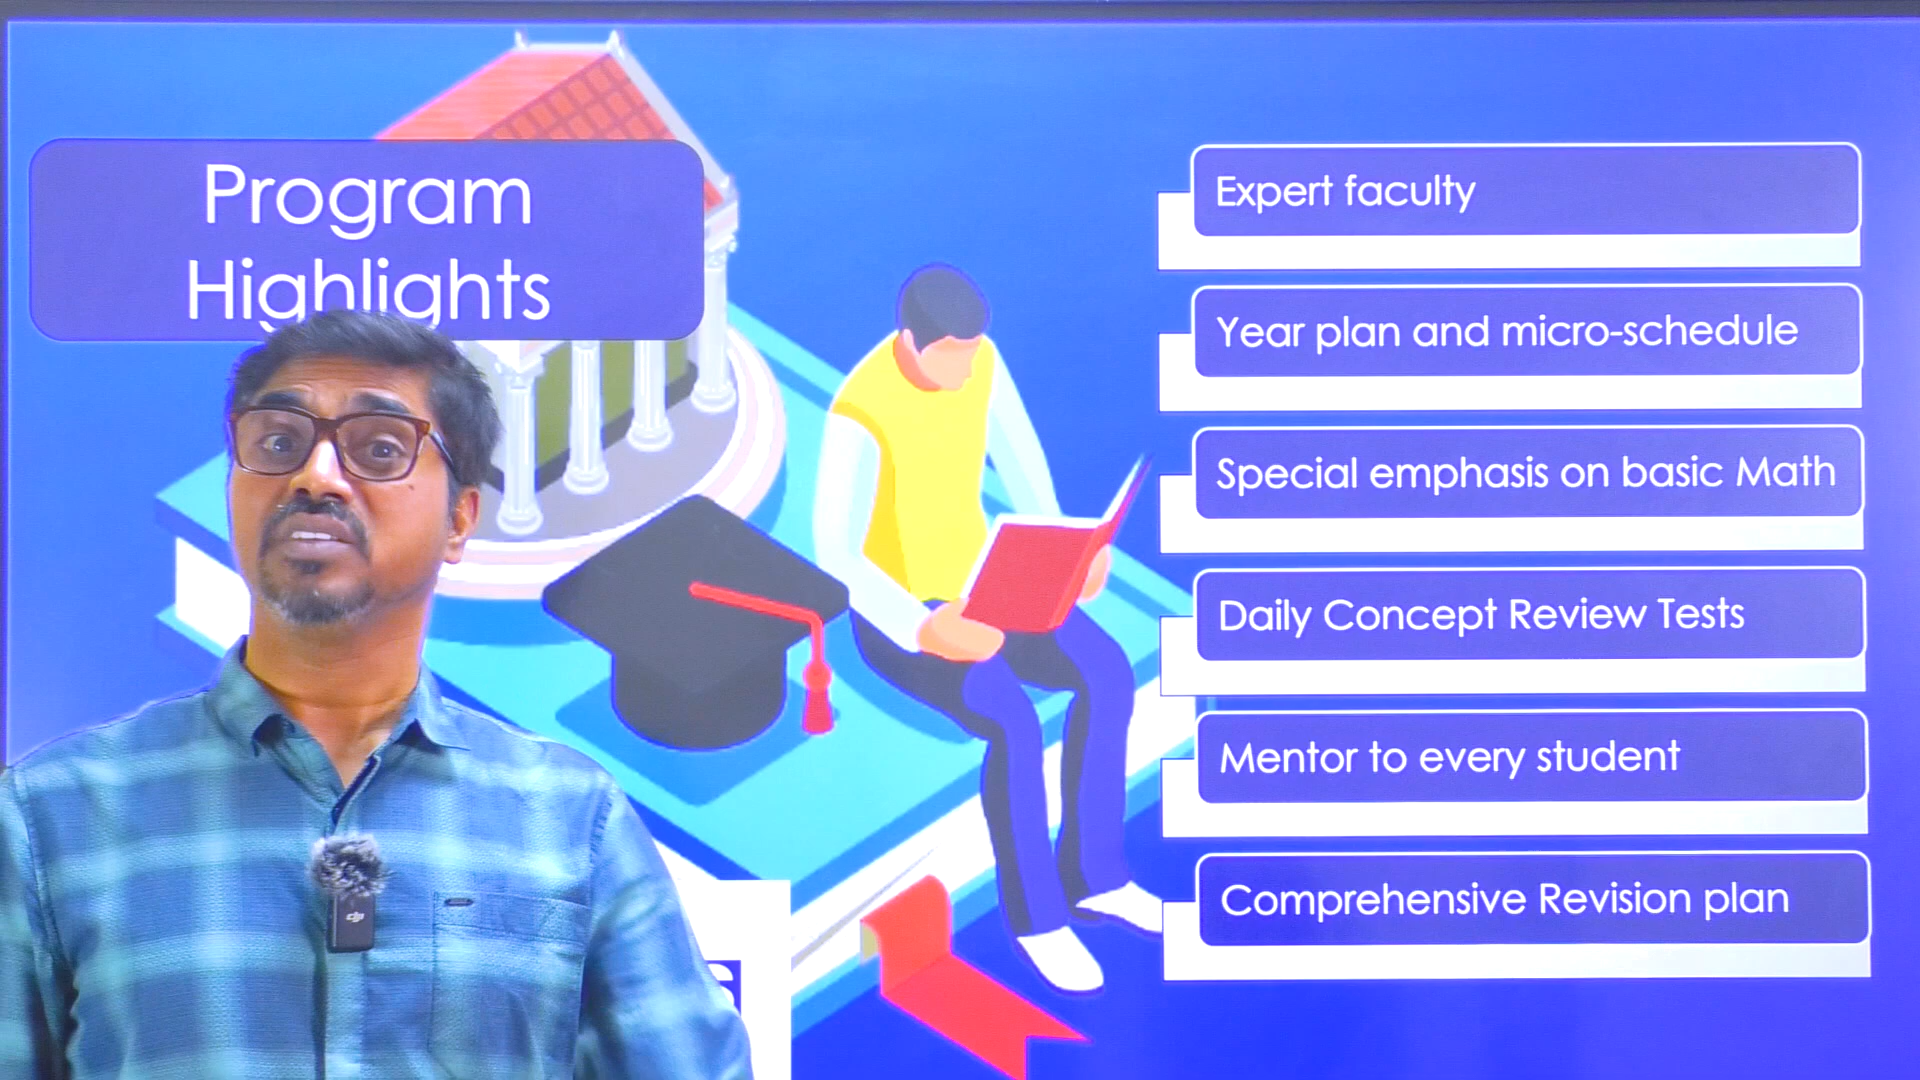 Program
Highlights
Expert faculty
Year plan and micro-schedule
Special emphasis on basic Math
Daily Concept Review Tests
Mentor to every student
Comprehensive Revision plan
dji